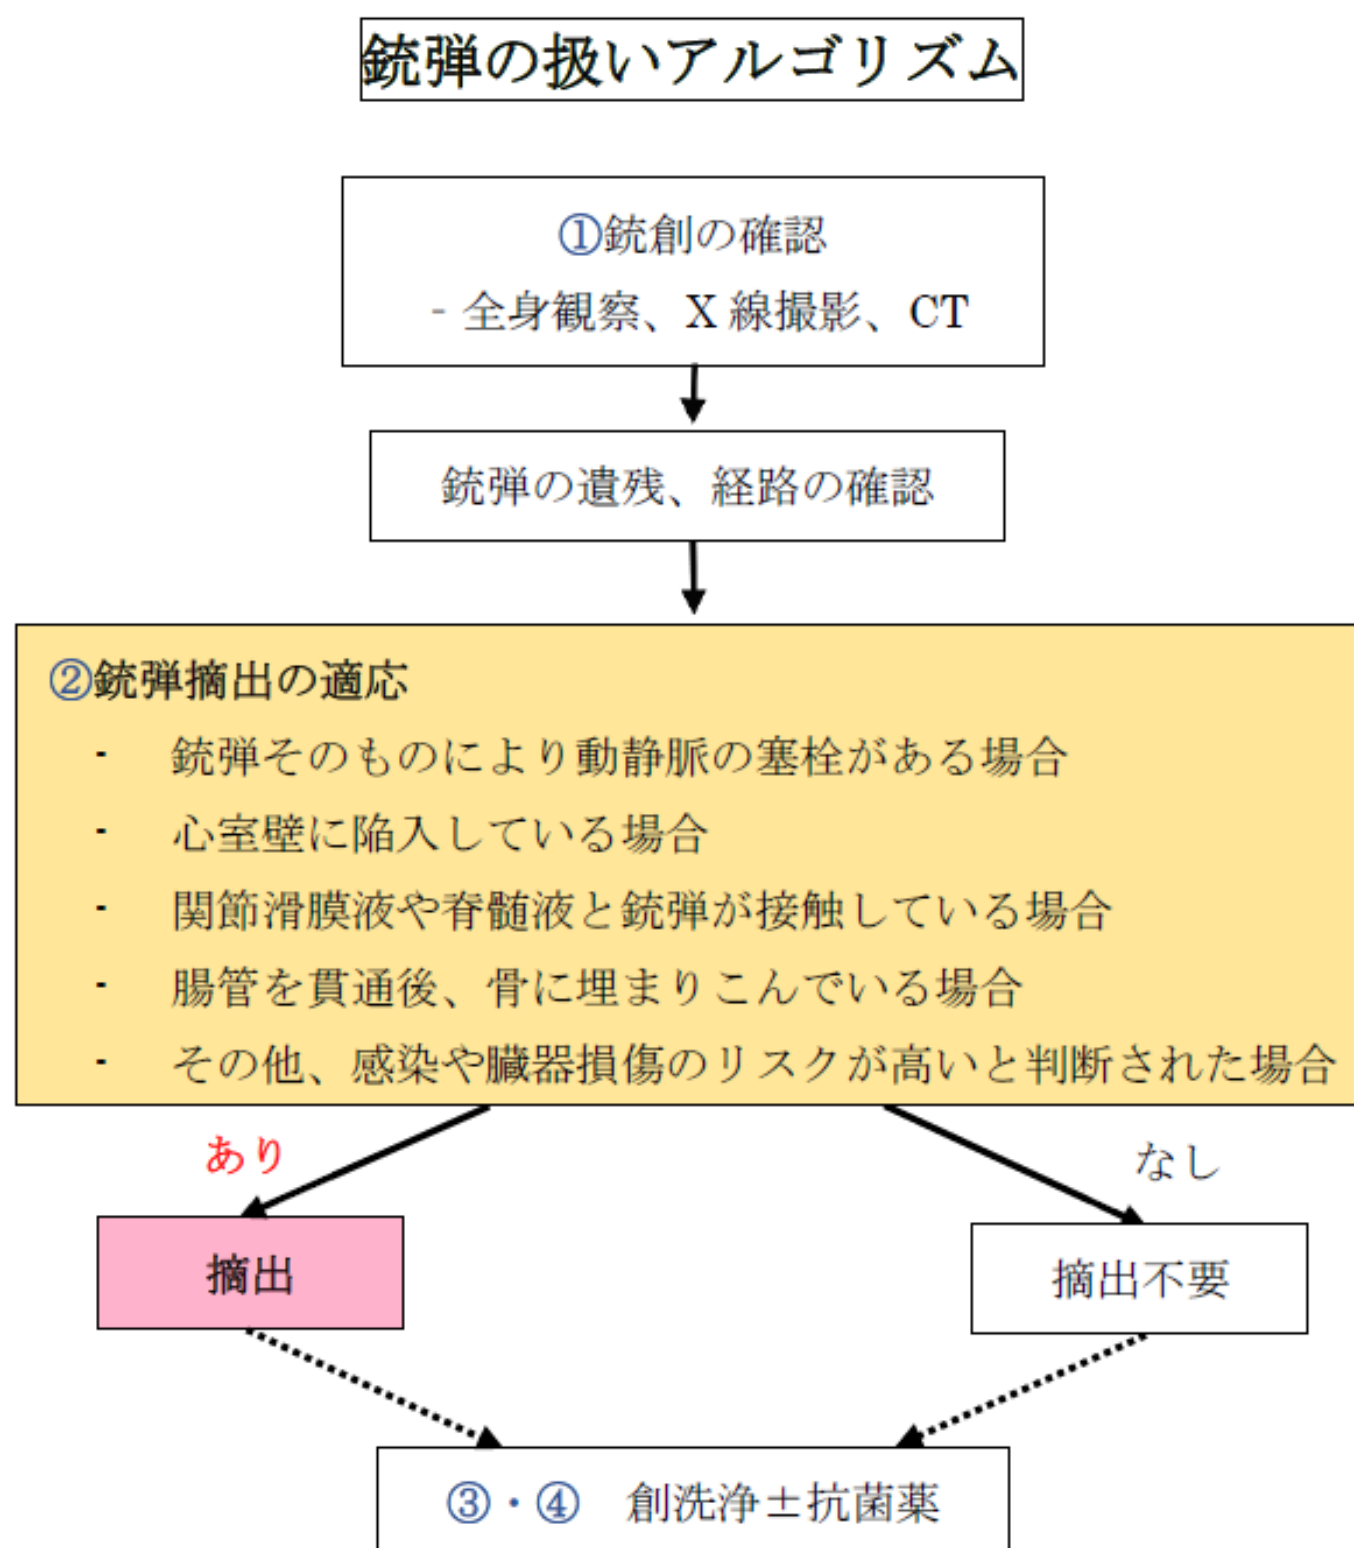 銃弾の扱いアルゴリズム
①銃創の確認
- 全身観察、X 線撮影、CT
銃弾の遺残、経路の確認
②銃弾摘出の適応
- 銃弾そのものにより動静脈の塞栓がある場合
- 心室壁に陥入している場合
- 関節滑膜液や脊髄液と銃弾が接触している場合
- 腸管を貫通後、骨に埋まりこんでいる場合
- その他、感染や臓器損傷のリスクが高いと判断された場合
あり
なし
摘出
摘出不要
③・④　創洗浄±抗菌薬